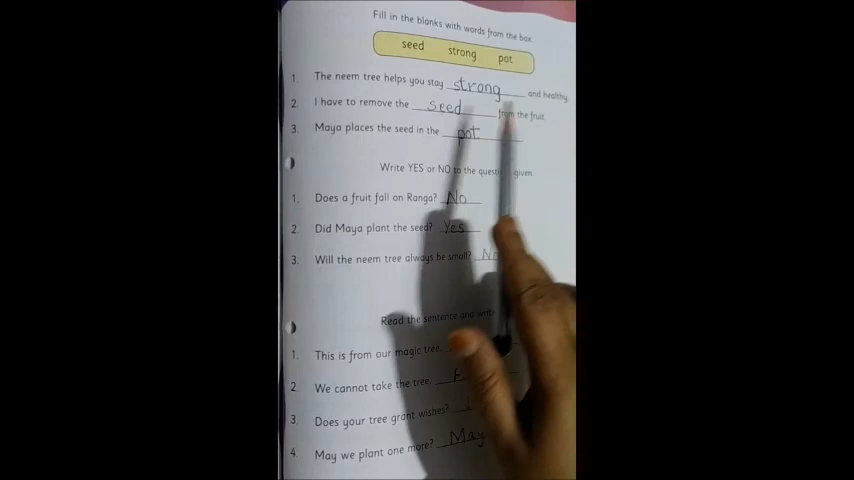 Fill in the blanks with words from the box.
seed strong pot
1. The neem tree helps you stay strong and healthy.
2. I have to remove the seed from the fruit.
3. Maya places the seed in the pot
Write YES or NO to the question given
1. Does a fruit fall on Ranga? No
2. Did Maya plant the seed? Yes
3. Will the neem tree always be small? No
Read the sentence and write
1. This is from our magic tree.
2. We cannot take the tree.
3. Does your tree grant wishes?
4. May we plant one more? May